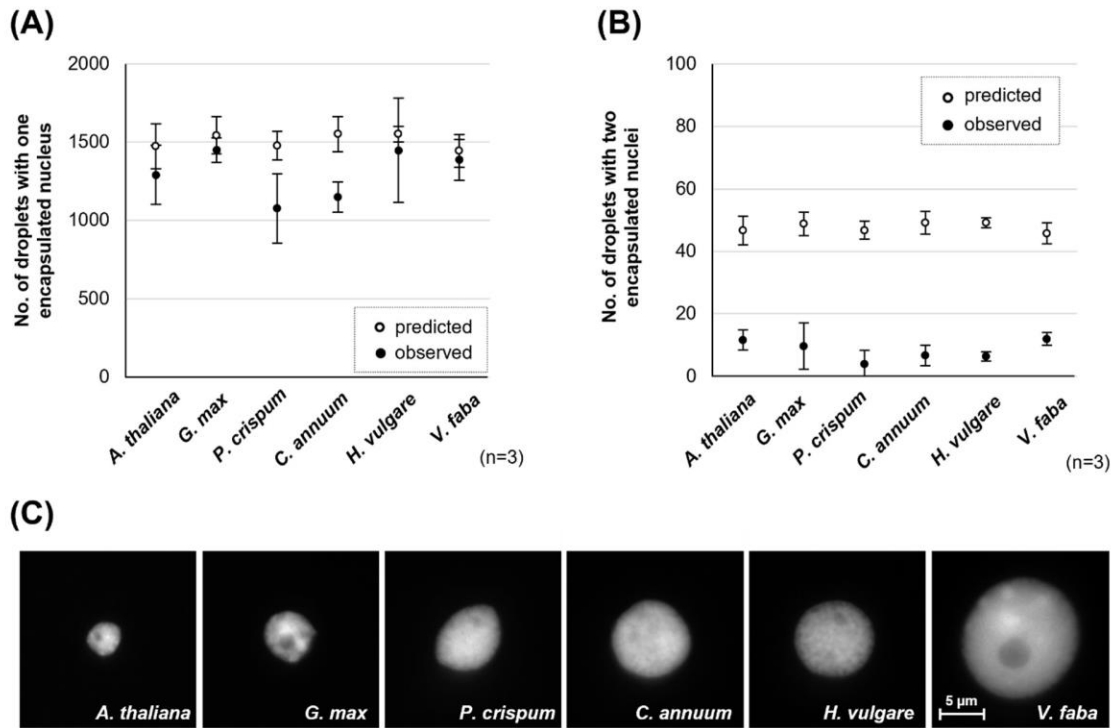 (A)
No. of droplets with one
encapsulated nucleus
2000
1500
1000
500
0
predicted
observed
A. thaliana
G. max
P. crispum
C. annuum
H. vulgare
V. faba
(n=3)
(B)
No. of droplets with two
encapsulated nuclei
100
80
60
40
20
0
predicted
observed
A. thaliana
G. max
P. crispum
C. annuum
H. vulgare
V. faba
(n=3)
(C)
A. thaliana
G. max
P. crispum
C. annuum
H. vulgare
5 µm
V. faba